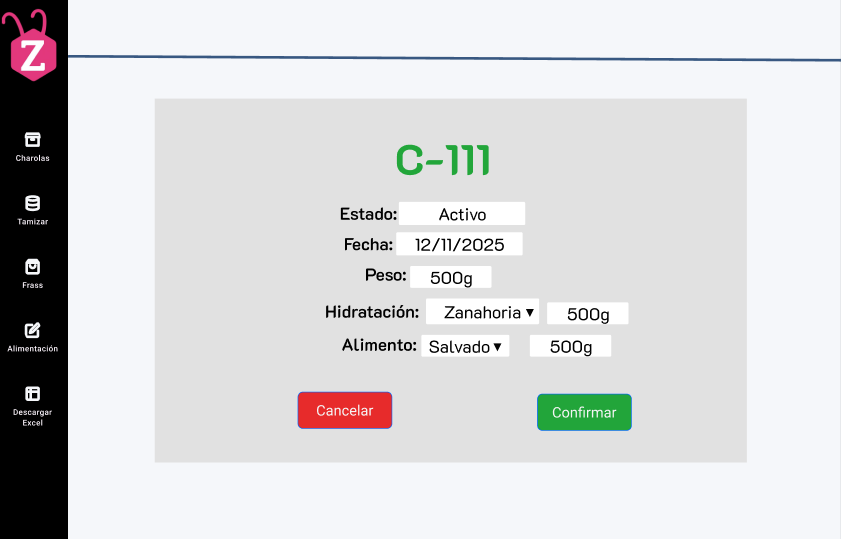 Z
Charolas
Tamizar
Frass
Alimentación
Descargar
Excel
C-111
Estado: Activo
Fecha: 12/11/2025
Peso: 500g
Hidratación: Zanahoria ▾ 500g
Alimento: Salvado ▾ 500g
Cancelar Confirmar